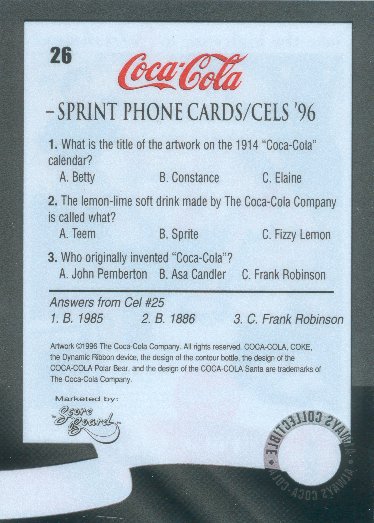 26
Coca-Cola
– SPRINT PHONE CARDS/CELS '96
1. What is the title of the artwork on the 1914 "Coca-Cola"
calendar?
A. Betty B. Constance C. Elaine
2. The lemon-lime soft drink made by The Coca-Cola Company
is called what?
A. Teem B. Sprite C. Fizzy Lemon
3. Who originally invented "Coca-Cola"?
A. John Pemberton B. Asa Candler C. Frank Robinson
Answers from Cel #25
1. B. 1985 2. B. 1886 3. C. Frank Robinson
Artwork ©1996 The Coca-Cola Company. All rights reserved. COCA-COLA, COKE,
the Dynamic Ribbon device, the design of the contour bottle, the design of the
COCA-COLA Polar Bear, and the design of the COCA-COLA Santa are trademarks of
The Coca-Cola Company.
Marketed by:
Score
Board
ALWAYS COLLECTIBLE • ALWAYS COCA-COLA